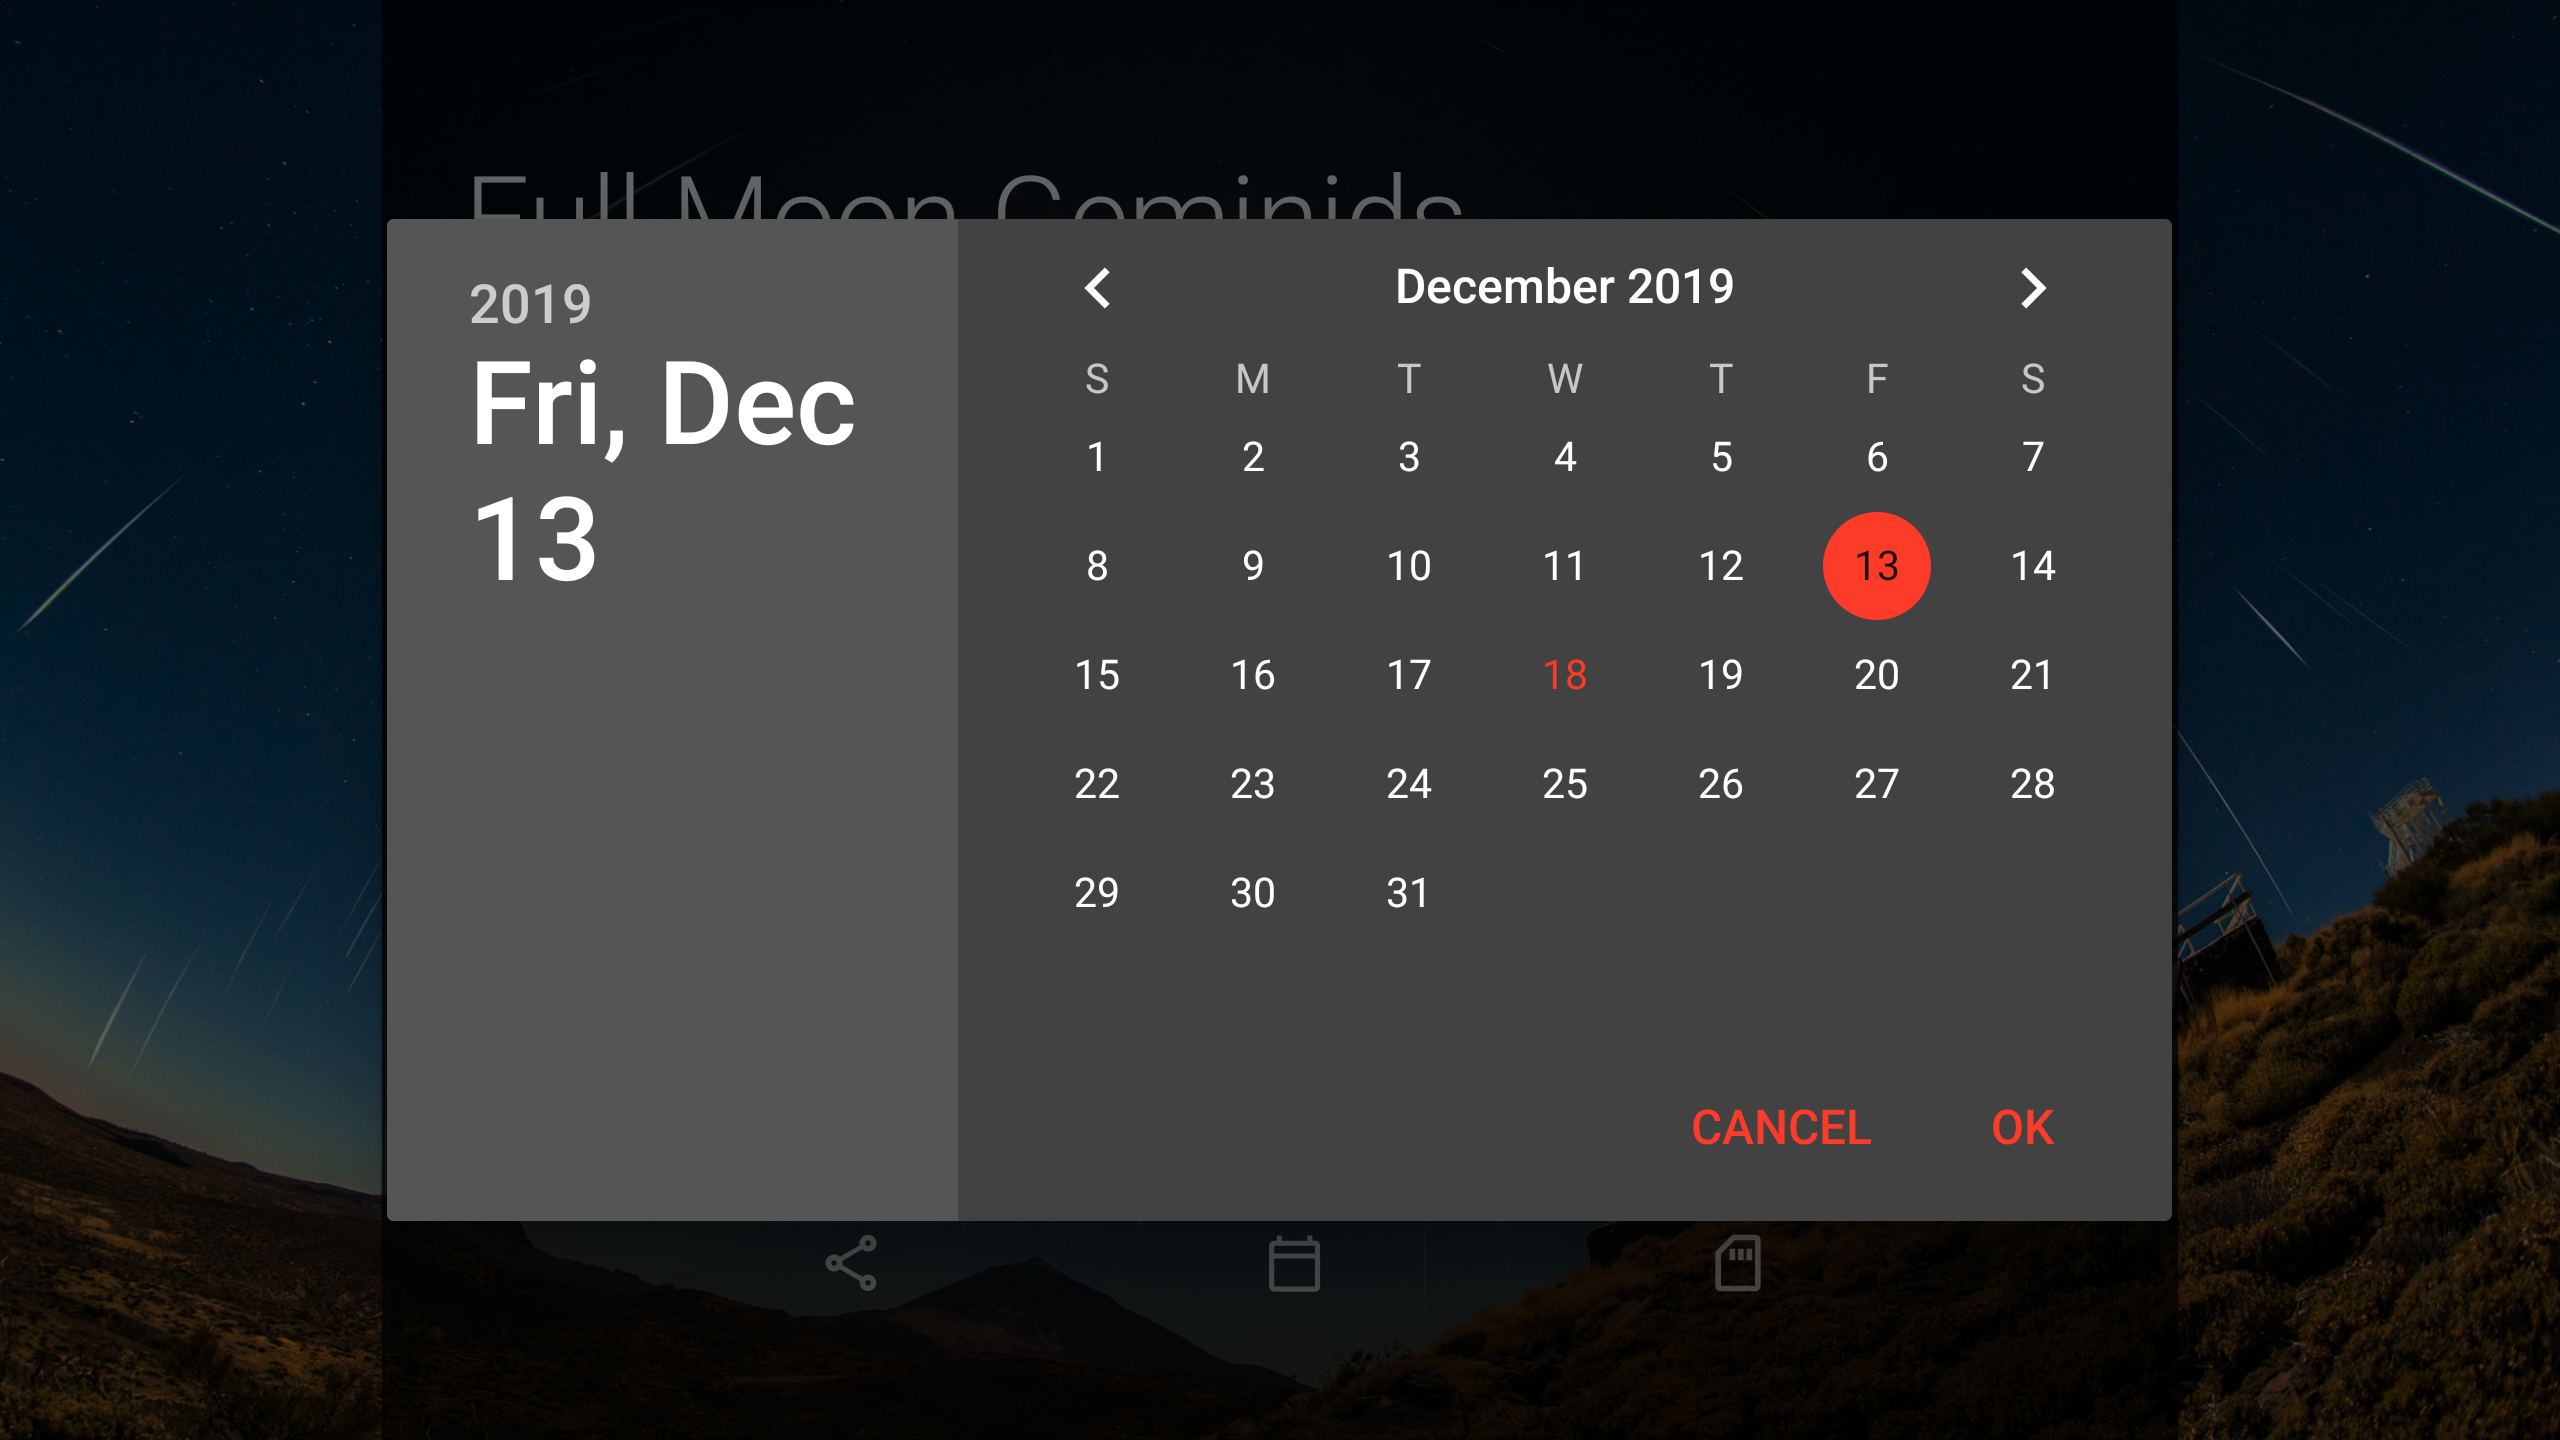 Full Moon Geminids
2019
Fri, Dec
13
December 2019
S M T W T F S
1 2 3 4 5 6 7
8 9 10 11 12 13 14
15 16 17 18 19 20 21
22 23 24 25 26 27 28
29 30 31
CANCEL OK